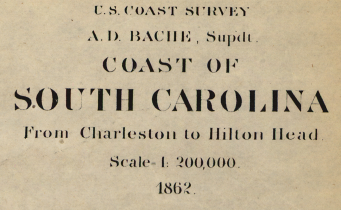 U.S. COAST SURVEY
A.D. BACHE, Supdt.
COAST OF
SOUTH CAROLINA
From Charleston to Hilton Head.
Scale 1: 200,000.
1862.